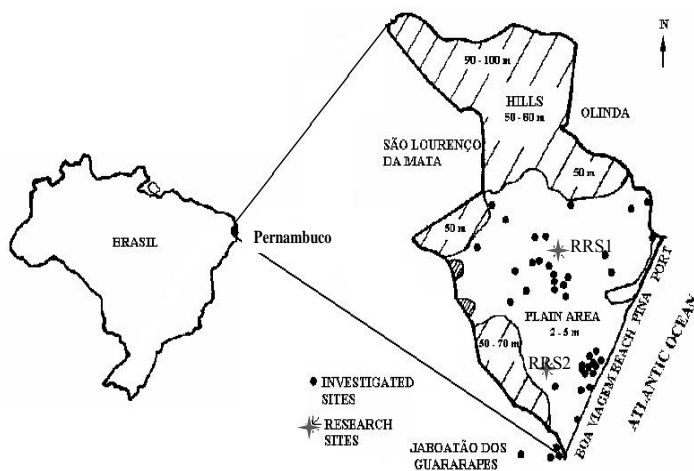 N
90 - 100 m
HILLS
50 - 80 m
OLINDA
SÃO LOURENÇO
DA MATA
50 m
50 m
BRASIL
Pernambuco
RRS1
PLAIN AREA
2 - 5 m
50 - 70 m
RRS2
BOA VIAGEM BEACH PINA PORT
ATLANTIC OCEAN
INVESTIGATED
SITES
RESEARCH
SITES
JABOATÃO DOS
GUARARAPES